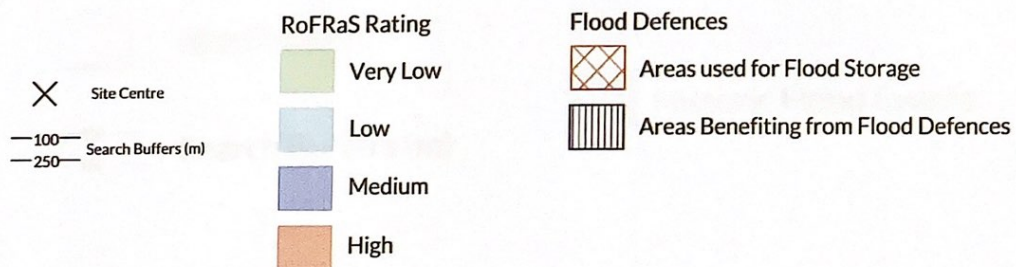 Site Centre
100
250
Search Buffers (m)
RoFRaS Rating
Very Low
Low
Medium
High
Flood Defences
Areas used for Flood Storage
Areas Benefiting from Flood Defences